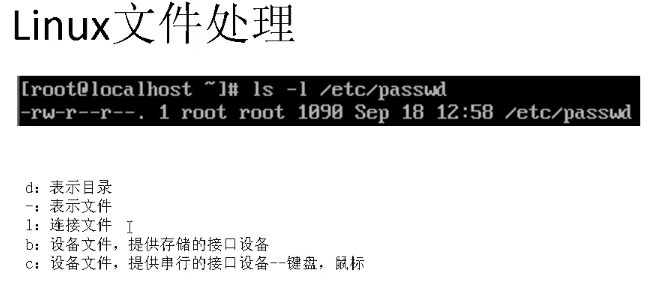 Linux文件处理
[root@localhost ~]# ls -l /etc/passwd
-rw-r--r--. 1 root root 1090 Sep 18 12:58 /etc/passwd
d：表示目录
-：表示文件
l：连接文件
b：设备文件，提供存储的接口设备
c：设备文件，提供串行的接口设备--键盘，鼠标